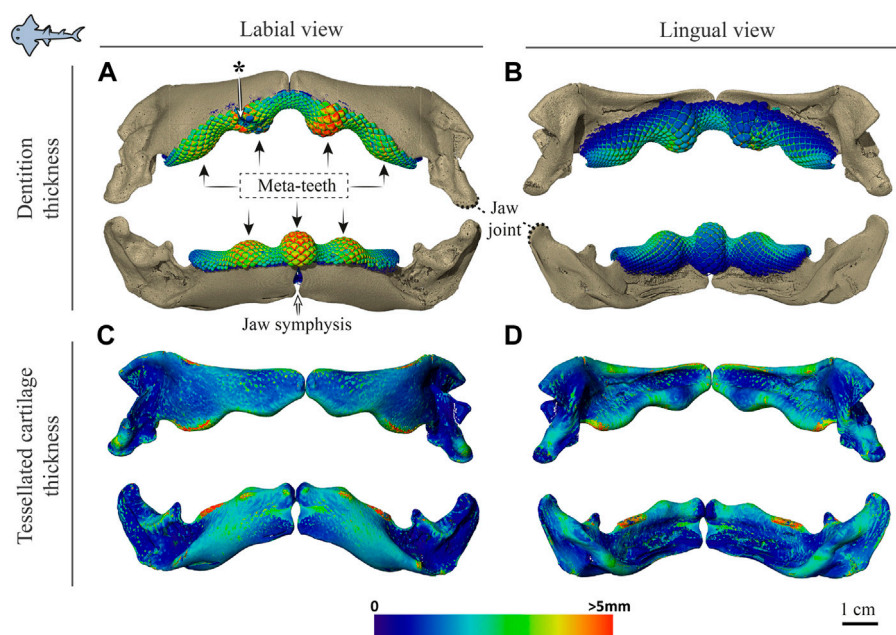 Labial view
Lingual view
A
*
B
Dentition
thickness
Meta-teeth
Jaw
joint
Jaw symphysis
C
D
Tessellated cartilage
thickness
0
>5mm
1 cm